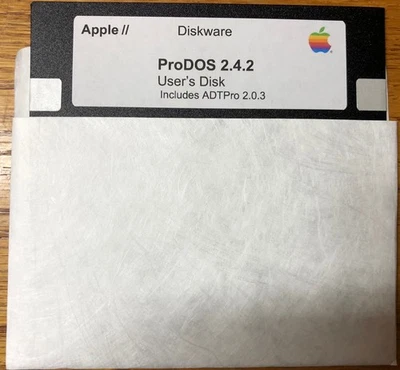 Apple // Diskware
ProDOS 2.4.2
User's Disk
Includes ADTPro 2.0.3